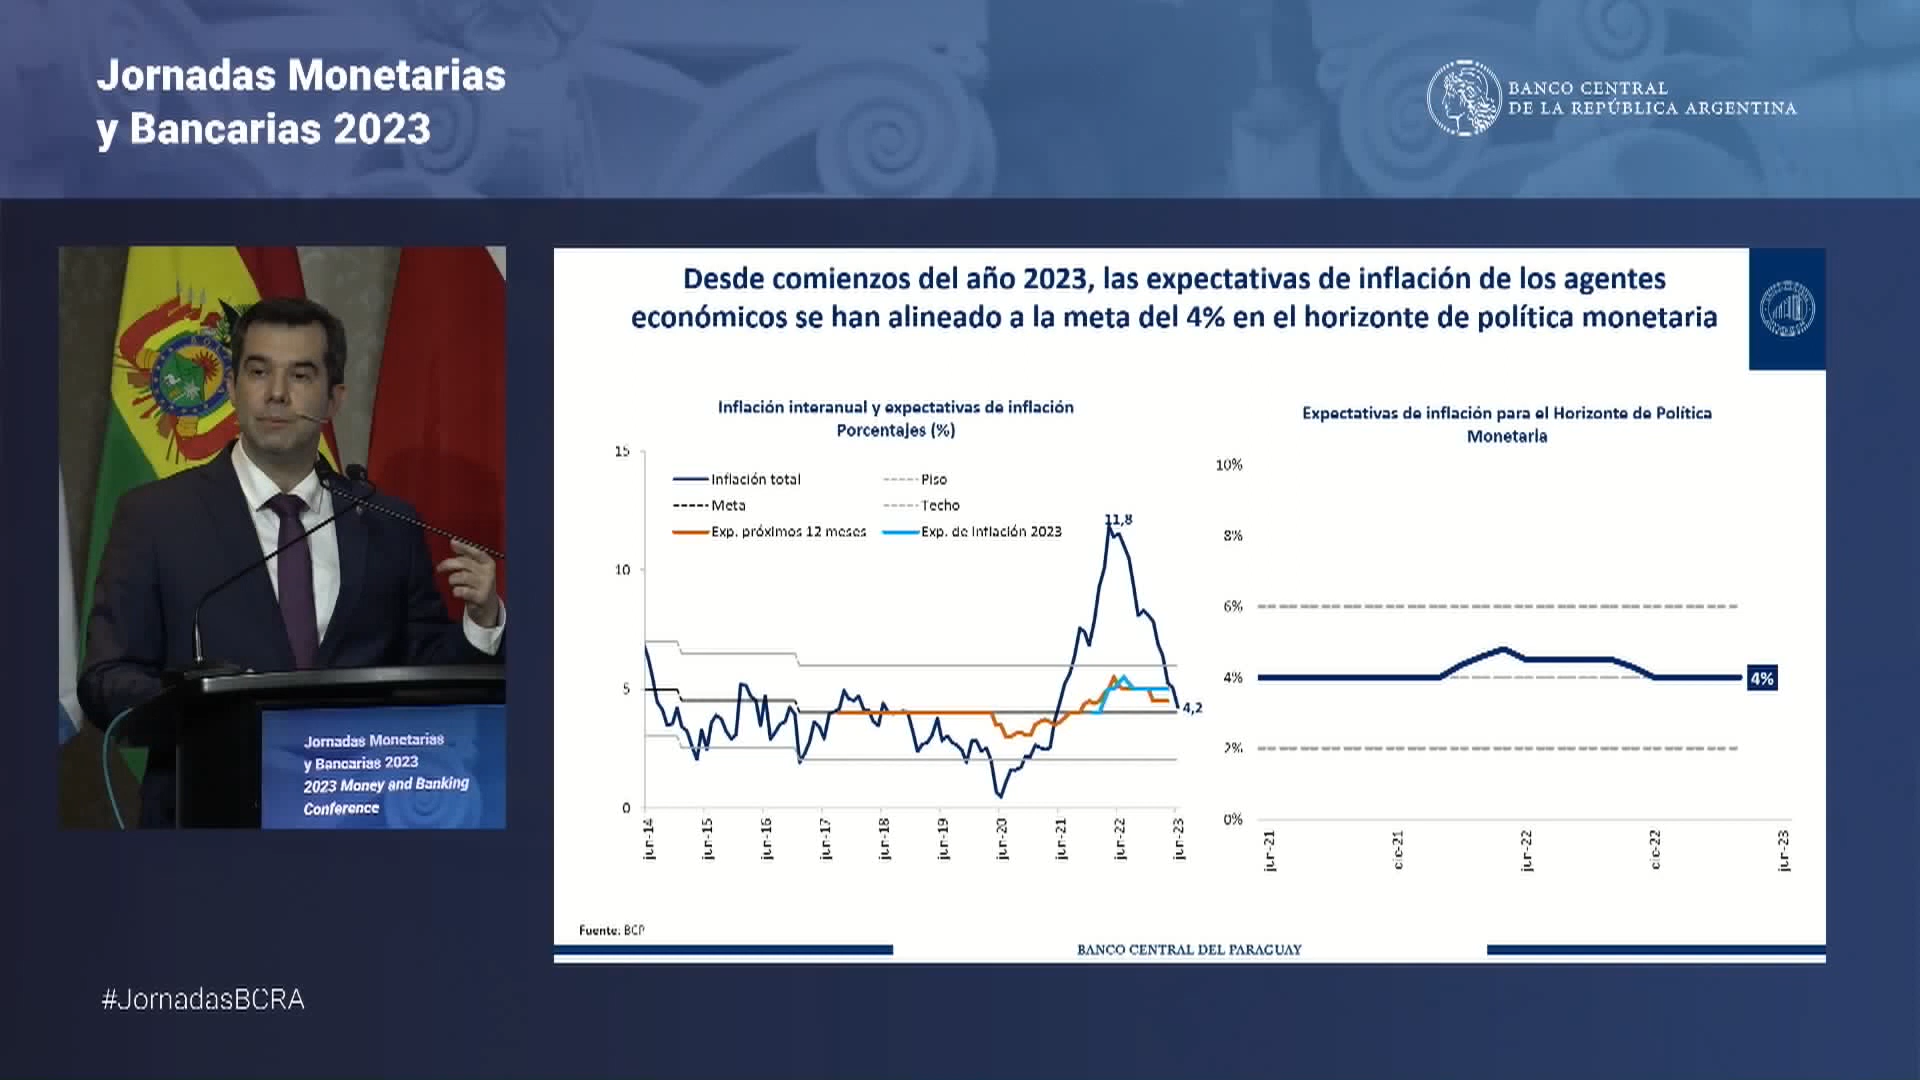 Jornadas Monetarias
y Bancarias 2023
BANCO CENTRAL
DE LA REPÚBLICA ARGENTINA
Desde comienzos del año 2023, las expectativas de inflación de los agentes
económicos se han alineado a la meta del 4% en el horizonte de política monetaria
Inflación interanual y expectativas de inflación
Porcentajes (%)
15
10
5
0
Inflación total
Piso
Meta
Techo
Exp. próximos 12 meses
Exp. de inflación 2023
11,8
4,2
jun-14
jun-15
jun-16
jun-17
jun-18
jun-19
jun-20
jun-21
jun-22
jun-23
Expectativas de inflación para el Horizonte de Política
Monetaria
10%
8%
6%
4%
2%
0%
4%
jun-21
dic-21
jun-22
dic-22
jun-23
Fuente: BCP
BANCO CENTRAL DEL PARAGUAY
Jornadas Monetarias
y Bancarias 2023
2023 Money and Banking
Conference
#JornadasBCRA